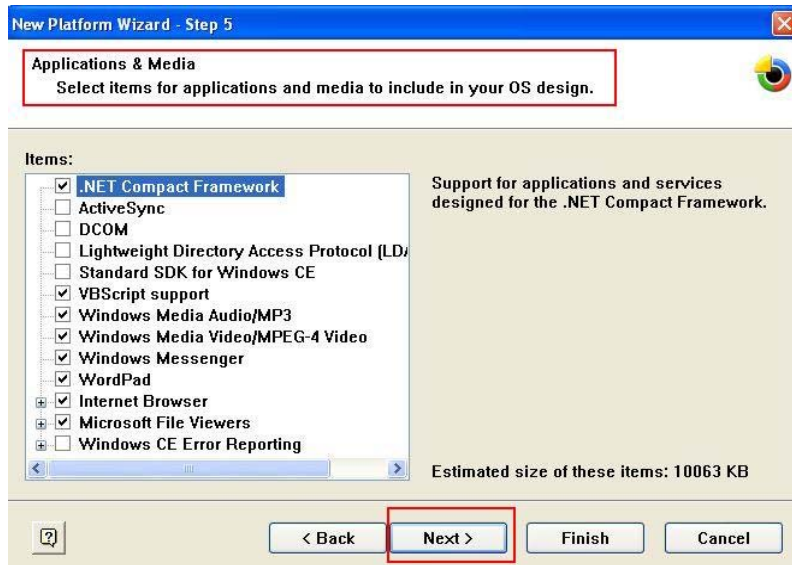 New Platform Wizard - Step 5
Applications & Media
Select items for applications and media to include in your OS design.
Items:
.NET Compact Framework
ActiveSync
DCOM
Lightweight Directory Access Protocol (LDA
Standard SDK for Windows CE
VBScript support
Windows Media Audio/MP3
Windows Media Video/MPEG-4 Video
Windows Messenger
WordPad
Internet Browser
Microsoft File Viewers
Windows CE Error Reporting
Support for applications and services
designed for the .NET Compact Framework.
Estimated size of these items: 10063 KB
< Back
Next >
Finish
Cancel